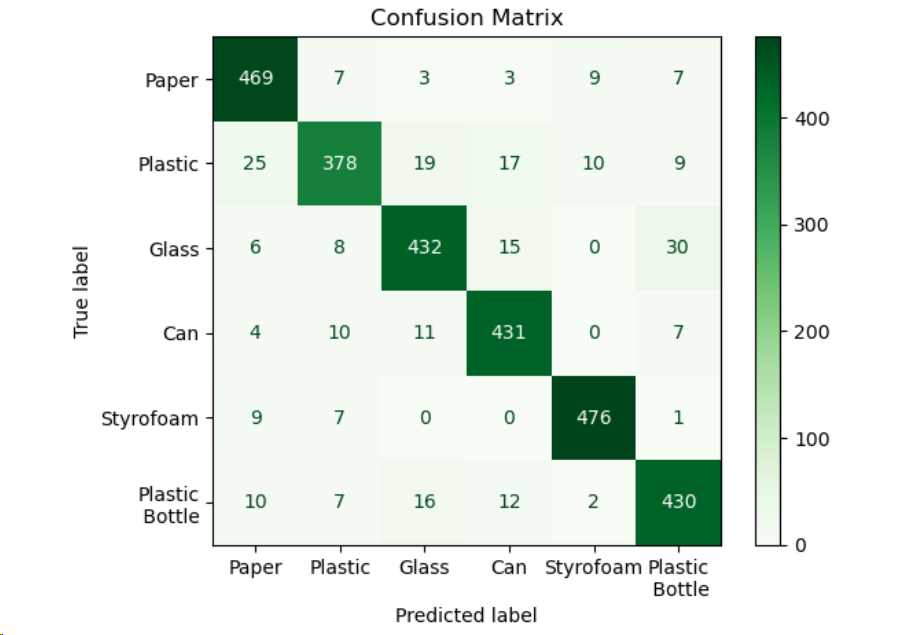 Confusion Matrix
Paper 469 7 3 3 9 7
Plastic 25 378 19 17 10 9
Glass 6 8 432 15 0 30
Can 4 10 11 431 0 7
Styrofoam 9 7 0 0 476 1
Plastic
Bottle 10 7 16 12 2 430
Paper Plastic Glass Can Styrofoam Plastic
Bottle
Predicted label
True label
400
300
200
100
0